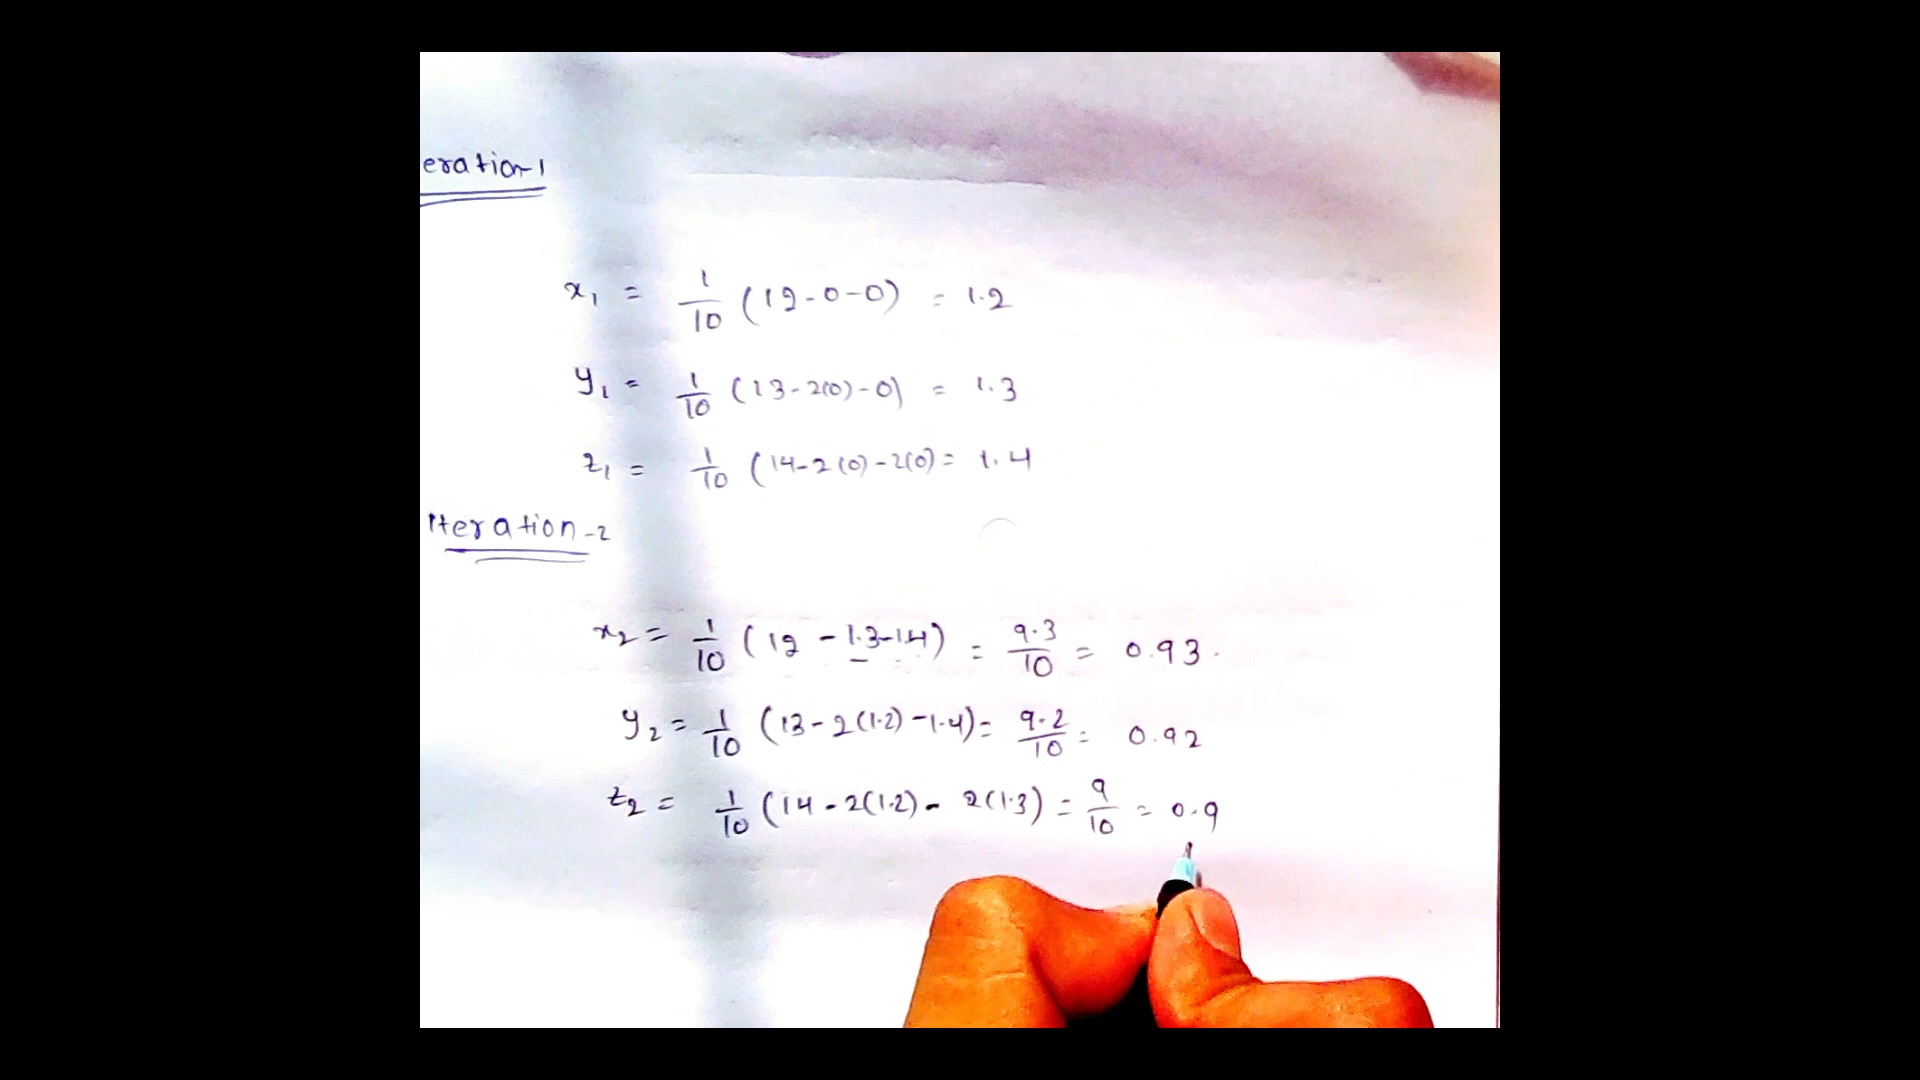 eration-1
x₁ = 1/10 (12-0-0) = 1.2
y₁ = 1/10 (13-2(0)-0) = 1.3
z₁ = 1/10 (14-2(0)-2(0) = 1.4
Iteration-2
x₂ = 1/10 (12 - 1.3-1.4) = 9.3/10 = 0.93.
y₂ = 1/10 (13-2(1.2)-1.4) = 9.2/10 = 0.92
z₂ = 1/10 (14-2(1.2)- 2(1.3) = 9/10 = 0.9